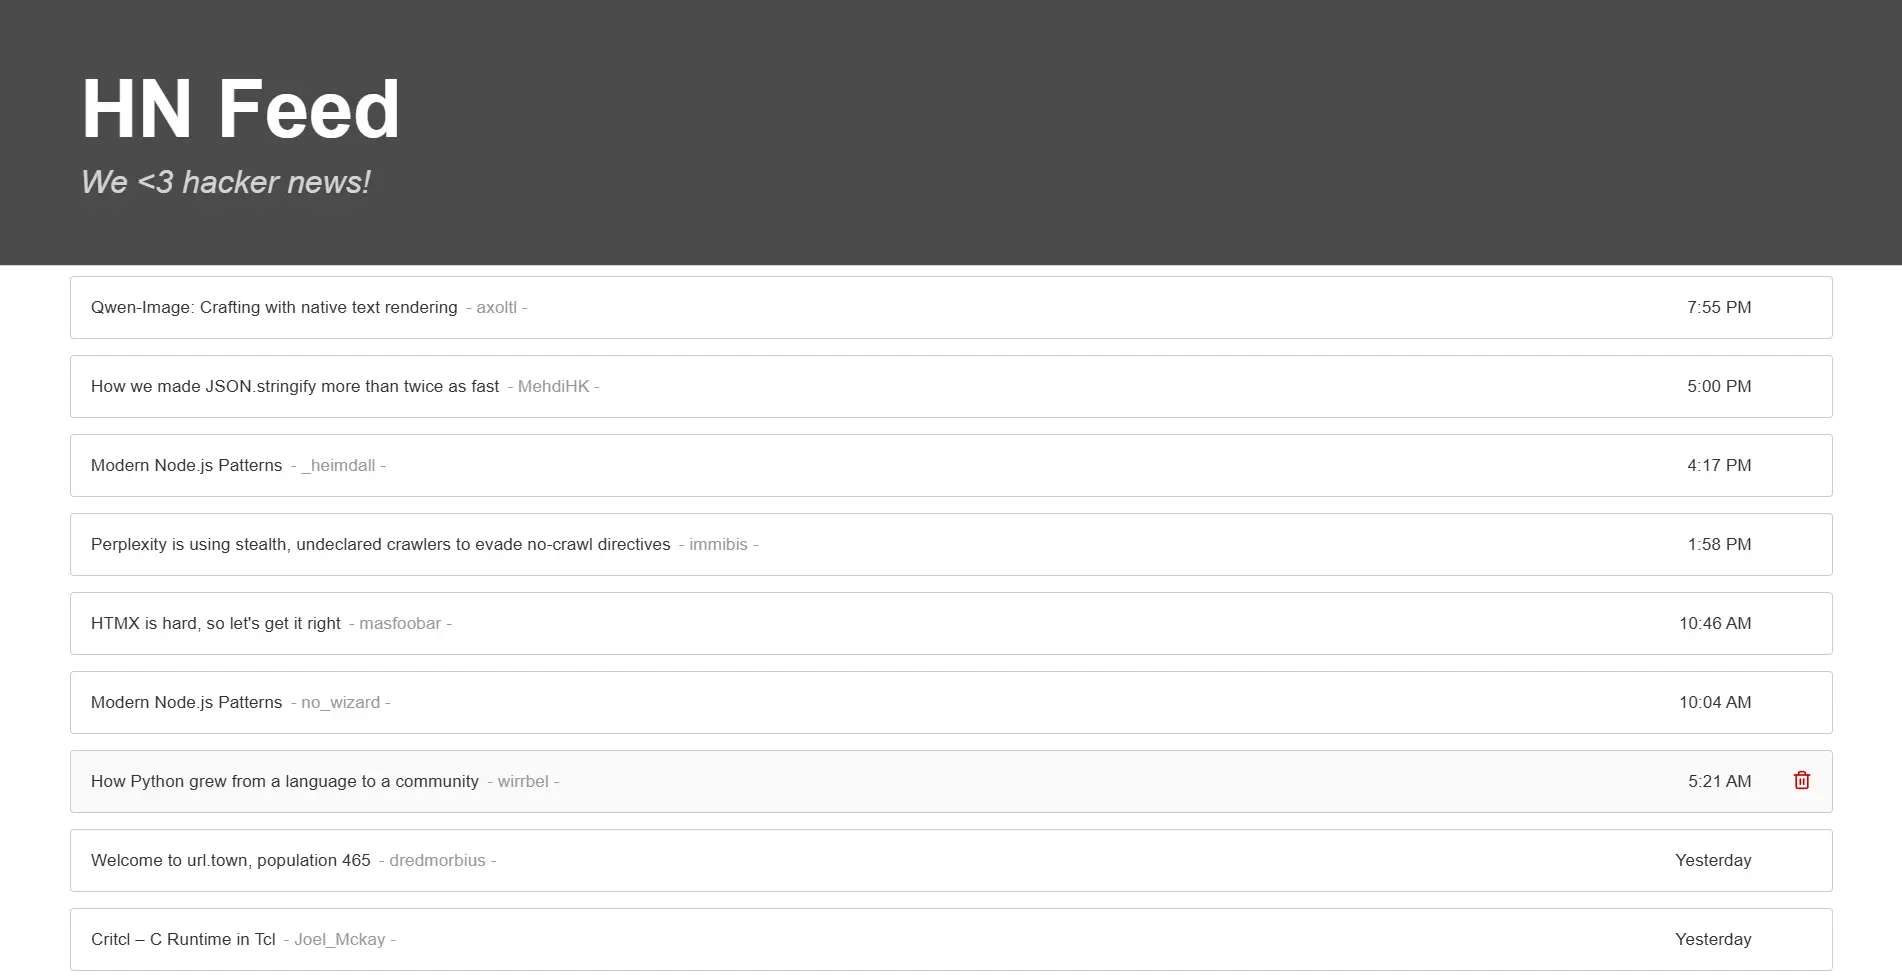 HN Feed
We <3 hacker news!
Qwen-Image: Crafting with native text rendering - axoltl - 7:55 PM
How we made JSON.stringify more than twice as fast - MehdiHK - 5:00 PM
Modern Node.js Patterns - _heimdall - 4:17 PM
Perplexity is using stealth, undeclared crawlers to evade no-crawl directives - immibis - 1:58 PM
HTMX is hard, so let's get it right - masfoobar - 10:46 AM
Modern Node.js Patterns - no_wizard - 10:04 AM
How Python grew from a language to a community - wirrbel - 5:21 AM
Welcome to url.town, population 465 - dredmorbius - Yesterday
Critcl – C Runtime in Tcl - Joel_Mckay - Yesterday